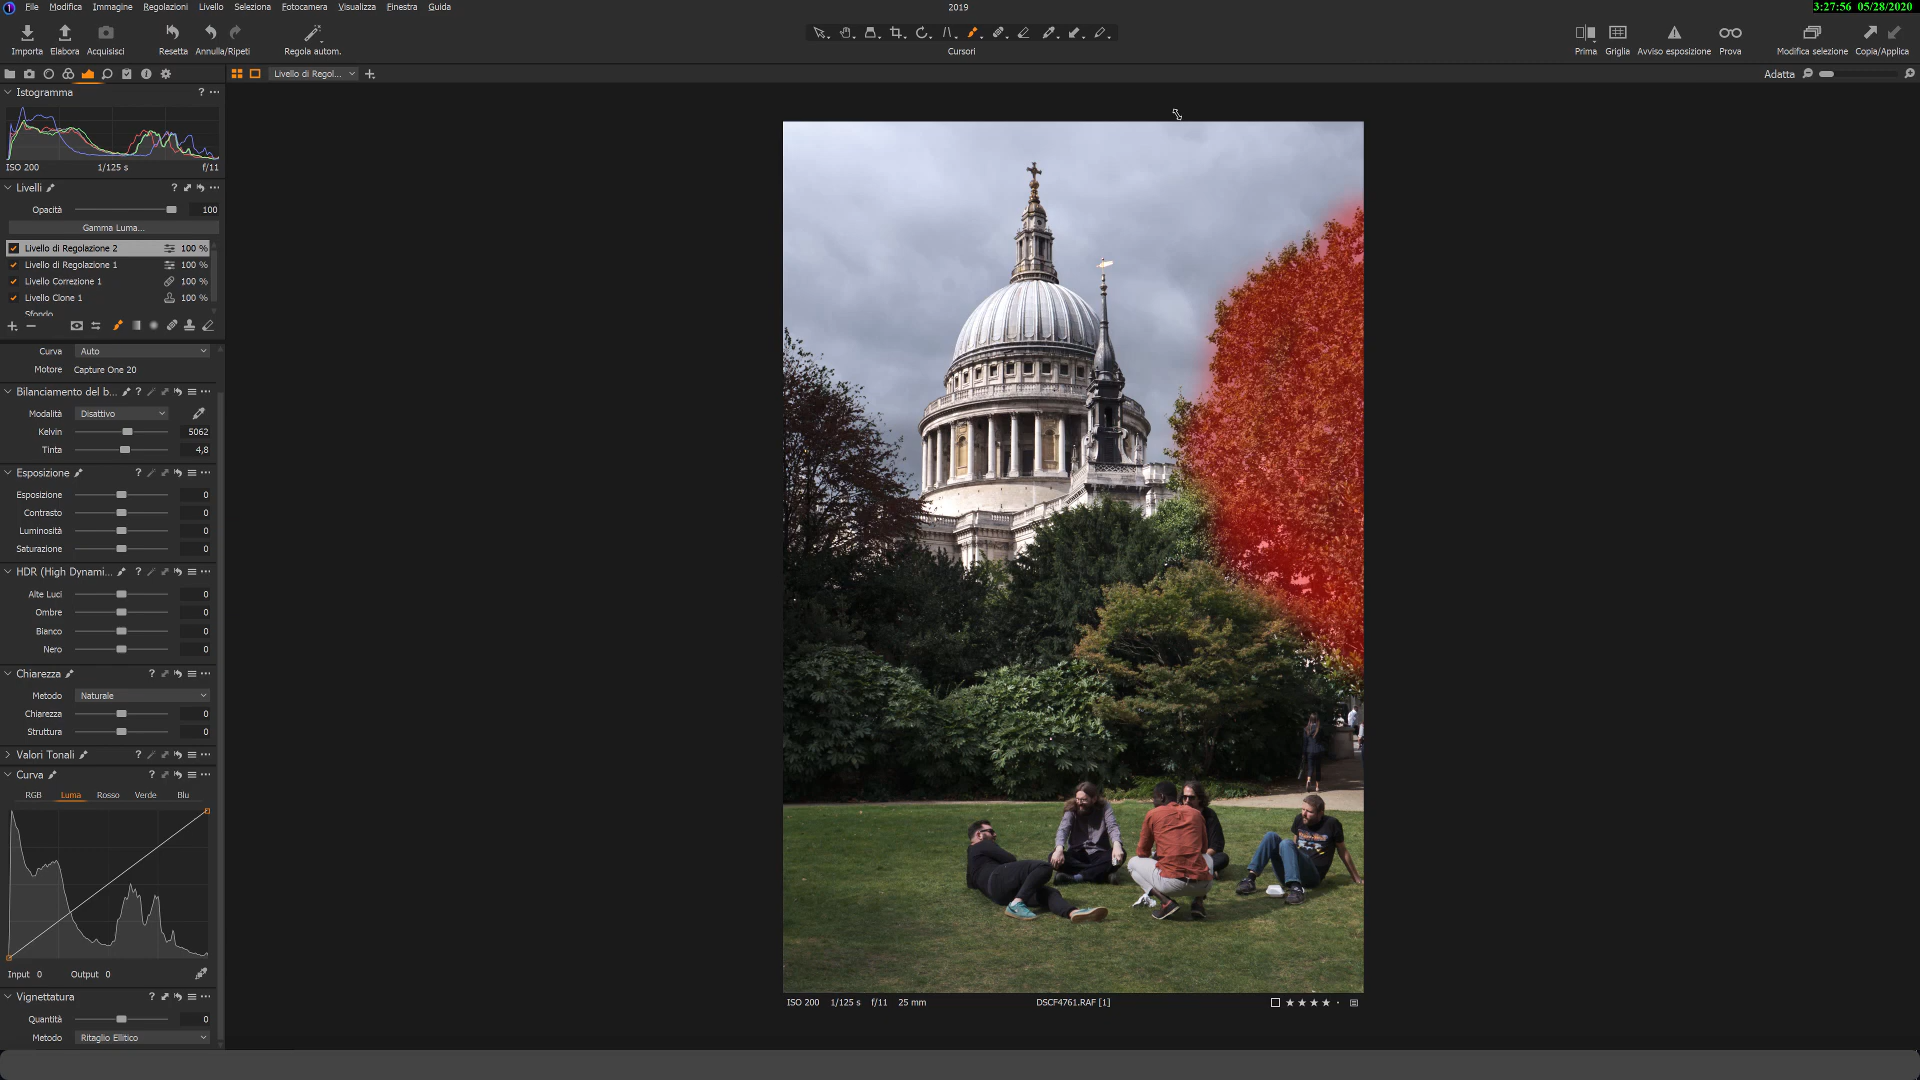 File Modifica Immagine Regolazioni Livello Seleziona Fotocamera Visualizza Finestra Guida
2019
3:27:56 05/28/2020
Importa Elabora Acquisisci Resetta Annulla/Ripeti Regola autom.
Cursori
Prima Griglia Avviso esposizione Prova Modifica selezione Copia/Applica
Livello di Regol...
Adatta
Istogramma ? ...
ISO 200 1/125 s f/11
Livelli ? ...
Opacità 100
Gamma Luma...
Livello di Regolazione 2 100 %
Livello di Regolazione 1 100 %
Livello Correzione 1 100 %
Livello Clone 1 100 %
Sfondo
Curva Auto
Motore Capture One 20
Bilanciamento del b... ? ...
Modalità Disattivo
Kelvin 5062
Tinta 4,8
Esposizione ? ...
Esposizione 0
Contrasto 0
Luminosità 0
Saturazione 0
HDR (High Dynami... ? ...
Alte Luci 0
Ombre 0
Bianco 0
Nero 0
Chiarezza ? ...
Metodo Naturale
Chiarezza 0
Struttura 0
Valori Tonali ? ...
Curva ? ...
RGB Luma Rosso Verde Blu
Input 0 Output 0
Vignettatura ? ...
Quantità 0
Metodo Ritaglio Ellittico
ISO 200 1/125 s f/11 25 mm
DSCF4761.RAF [1]